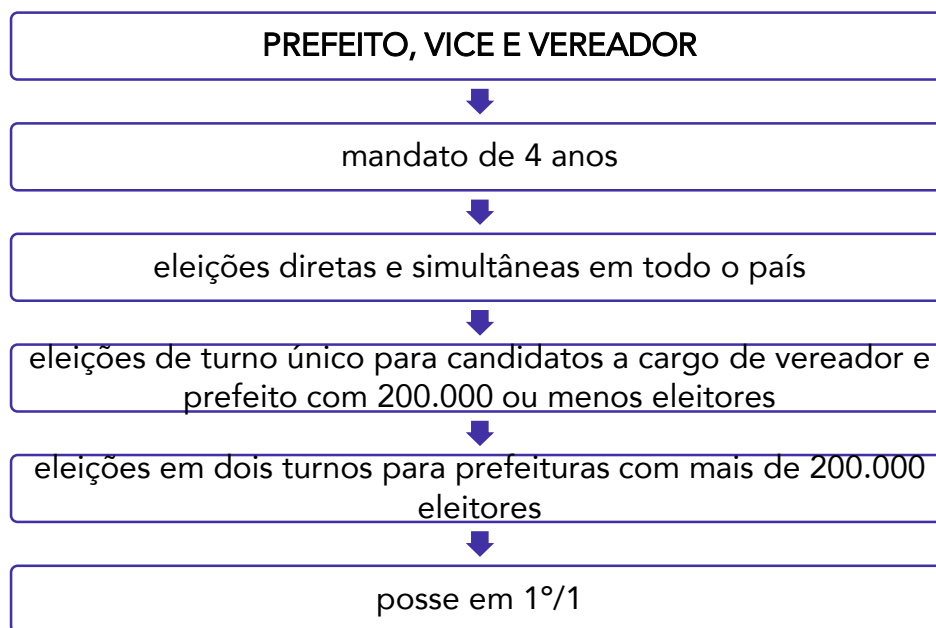 PREFEITO, VICE E VEREADOR
mandato de 4 anos
eleições diretas e simultâneas em todo o país
eleições de turno único para candidatos a cargo de vereador e
prefeito com 200.000 ou menos eleitores
eleições em dois turnos para prefeituras com mais de 200.000
eleitores
posse em 1º/1